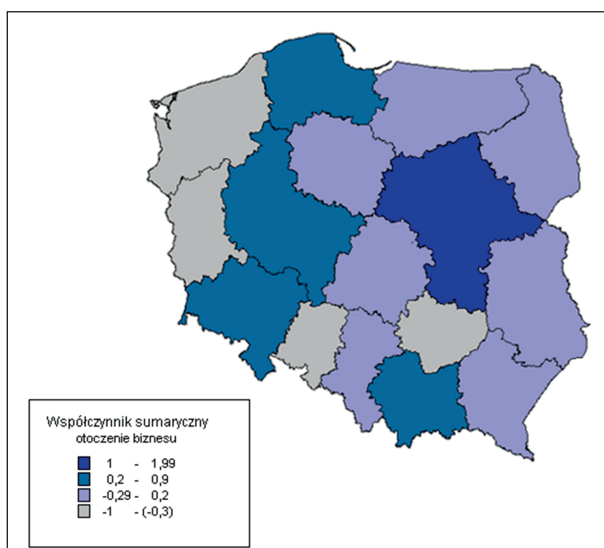 Współczynnik sumaryczny
otoczenie biznesu
1 - 1,99
0,2 - 0,9
-0,29 - 0,2
-1 - (-0,3)